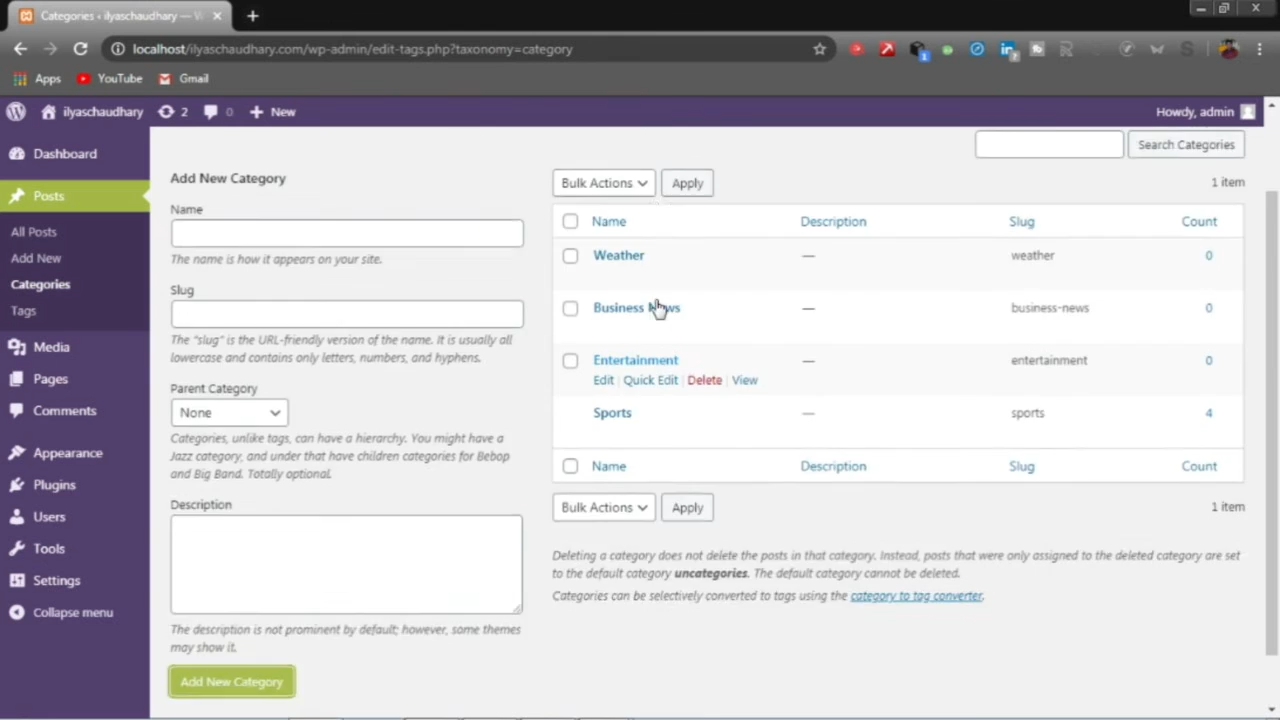 Categories ‹ ilyaschaudhary —
localhost/ilyaschaudhary.com/wp-admin/edit-tags.php?taxonomy=category
Apps YouTube Gmail
ilyaschaudhary 2 0 New Howdy, admin
Dashboard
Posts
All Posts
Add New
Categories
Tags
Media
Pages
Comments
Appearance
Plugins
Users
Tools
Settings
Collapse menu
Search Categories
Add New Category
Name
The name is how it appears on your site.
Slug
The “slug” is the URL-friendly version of the name. It is usually all
lowercase and contains only letters, numbers, and hyphens.
Parent Category
None
Categories, unlike tags, can have a hierarchy. You might have a
Jazz category, and under that have children categories for Bebop
and Big Band. Totally optional.
Description
The description is not prominent by default; however, some themes
may show it.
Add New Category
Bulk Actions Apply 1 item
Name Description Slug Count
Weather — weather 0
Business News — business-news 0
Entertainment — entertainment 0
Edit | Quick Edit | Delete | View
Sports — sports 4
Name Description Slug Count
Bulk Actions Apply 1 item
Deleting a category does not delete the posts in that category. Instead, posts that were only assigned to the deleted category are set
to the default category uncategories. The default category cannot be deleted.
Categories can be selectively converted to tags using the category to tag converter.